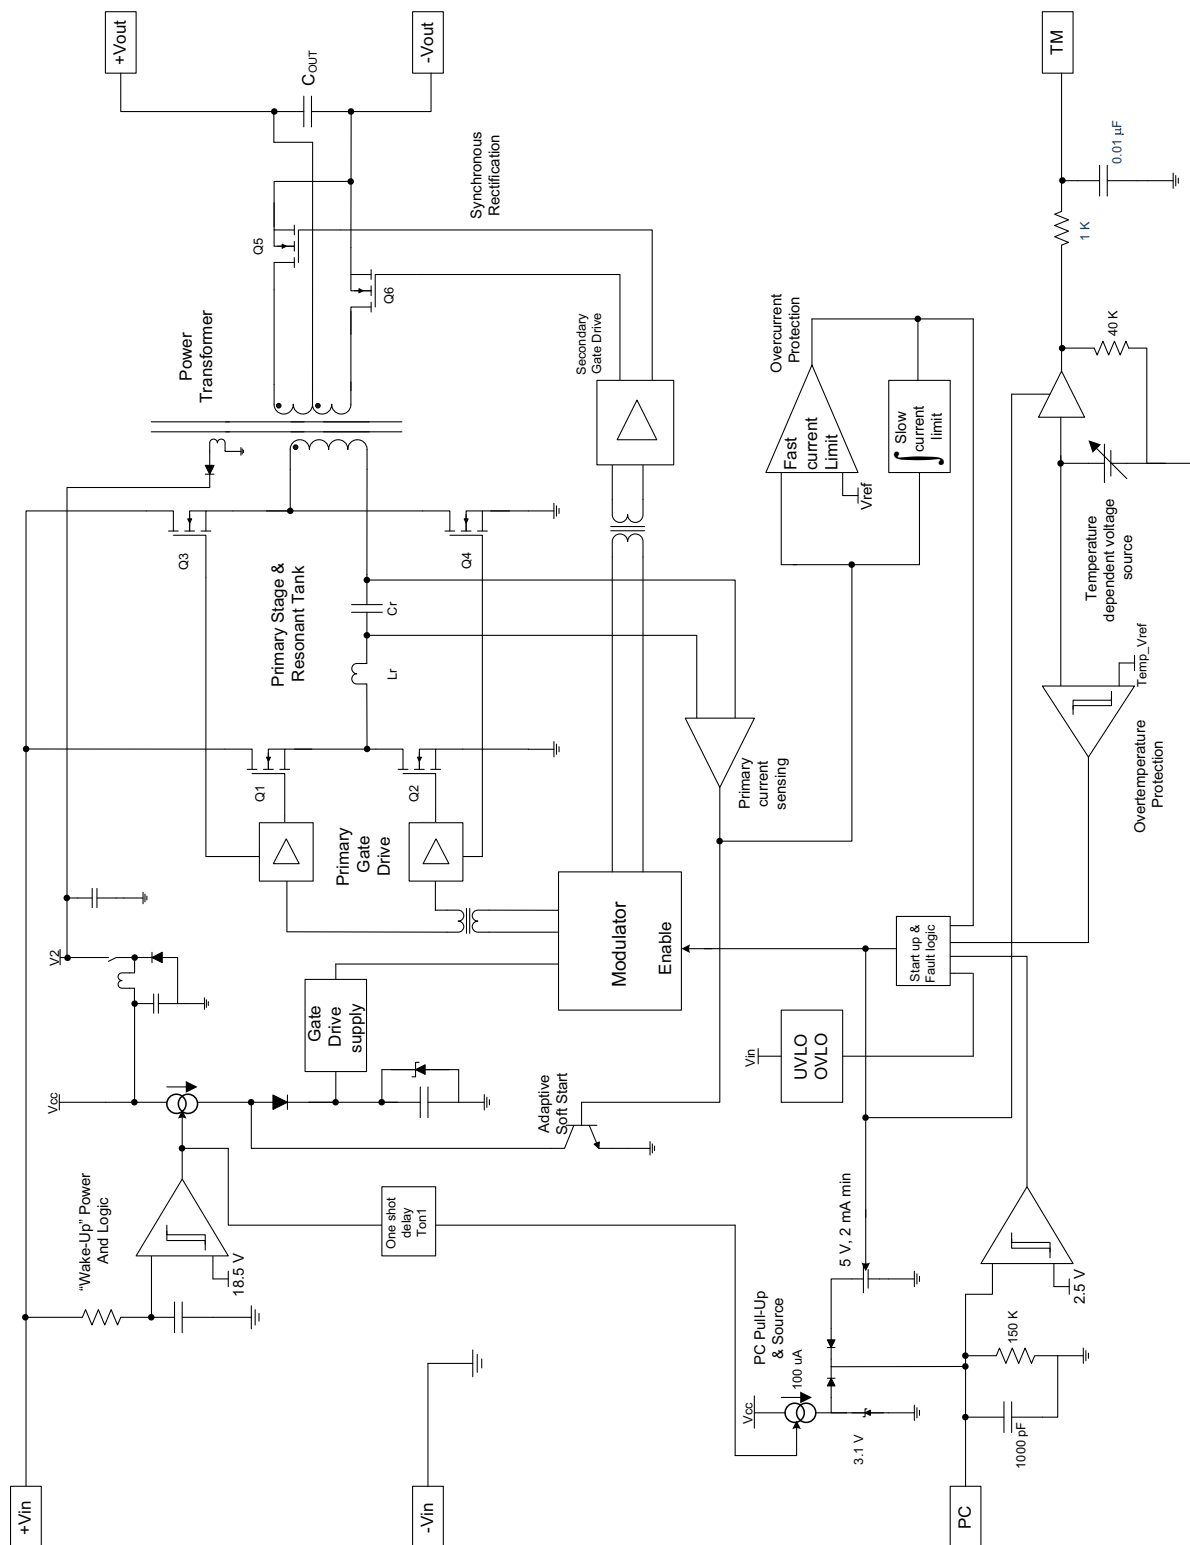 +Vout
-Vout
COUT
TM
0.01 µF
1 K
40 K
Synchronous
Rectification
Q5
Q6
Power
Transformer
Secondary
Gate Drive
Overcurrent
Protection
Fast
current
Limit
Vref
Slow
current
limit
Q3
Q4
Primary Stage &
Resonant Tank
Cr
Lr
Temperature
dependent voltage
source
Temp_Vref
Overtemperature
Protection
Q1
Q2
Primary
Gate
Drive
Primary
current
sensing
V2
Modulator
Enable
Start up &
Fault logic
Gate
Drive
supply
Vin
UVLO
OVLO
Vcc
Adaptive
Soft Start
"Wake-Up" Power
And Logic
18.5 V
One shot
delay
Ton1
5 V, 2 mA min
2.5 V
PC Pull-Up
& Source
100 uA
Vcc
3.1 V
150 K
1000 pF
+Vin
-Vin
PC